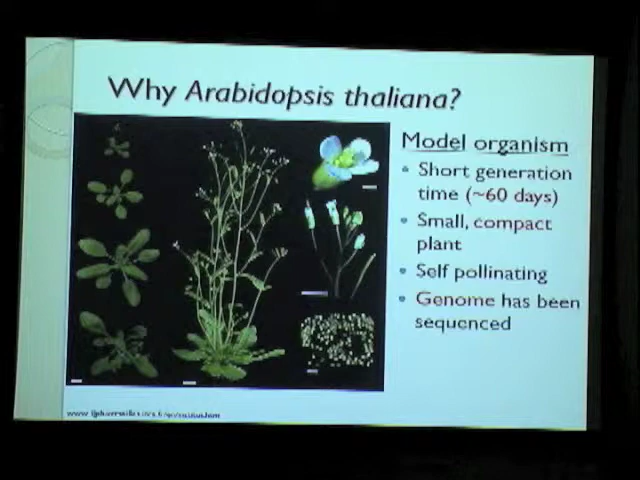 Why Arabidopsis thaliana?
Model organism
Short generation
time (~60 days)
Small, compact
plant
Self pollinating
Genome has been
sequenced